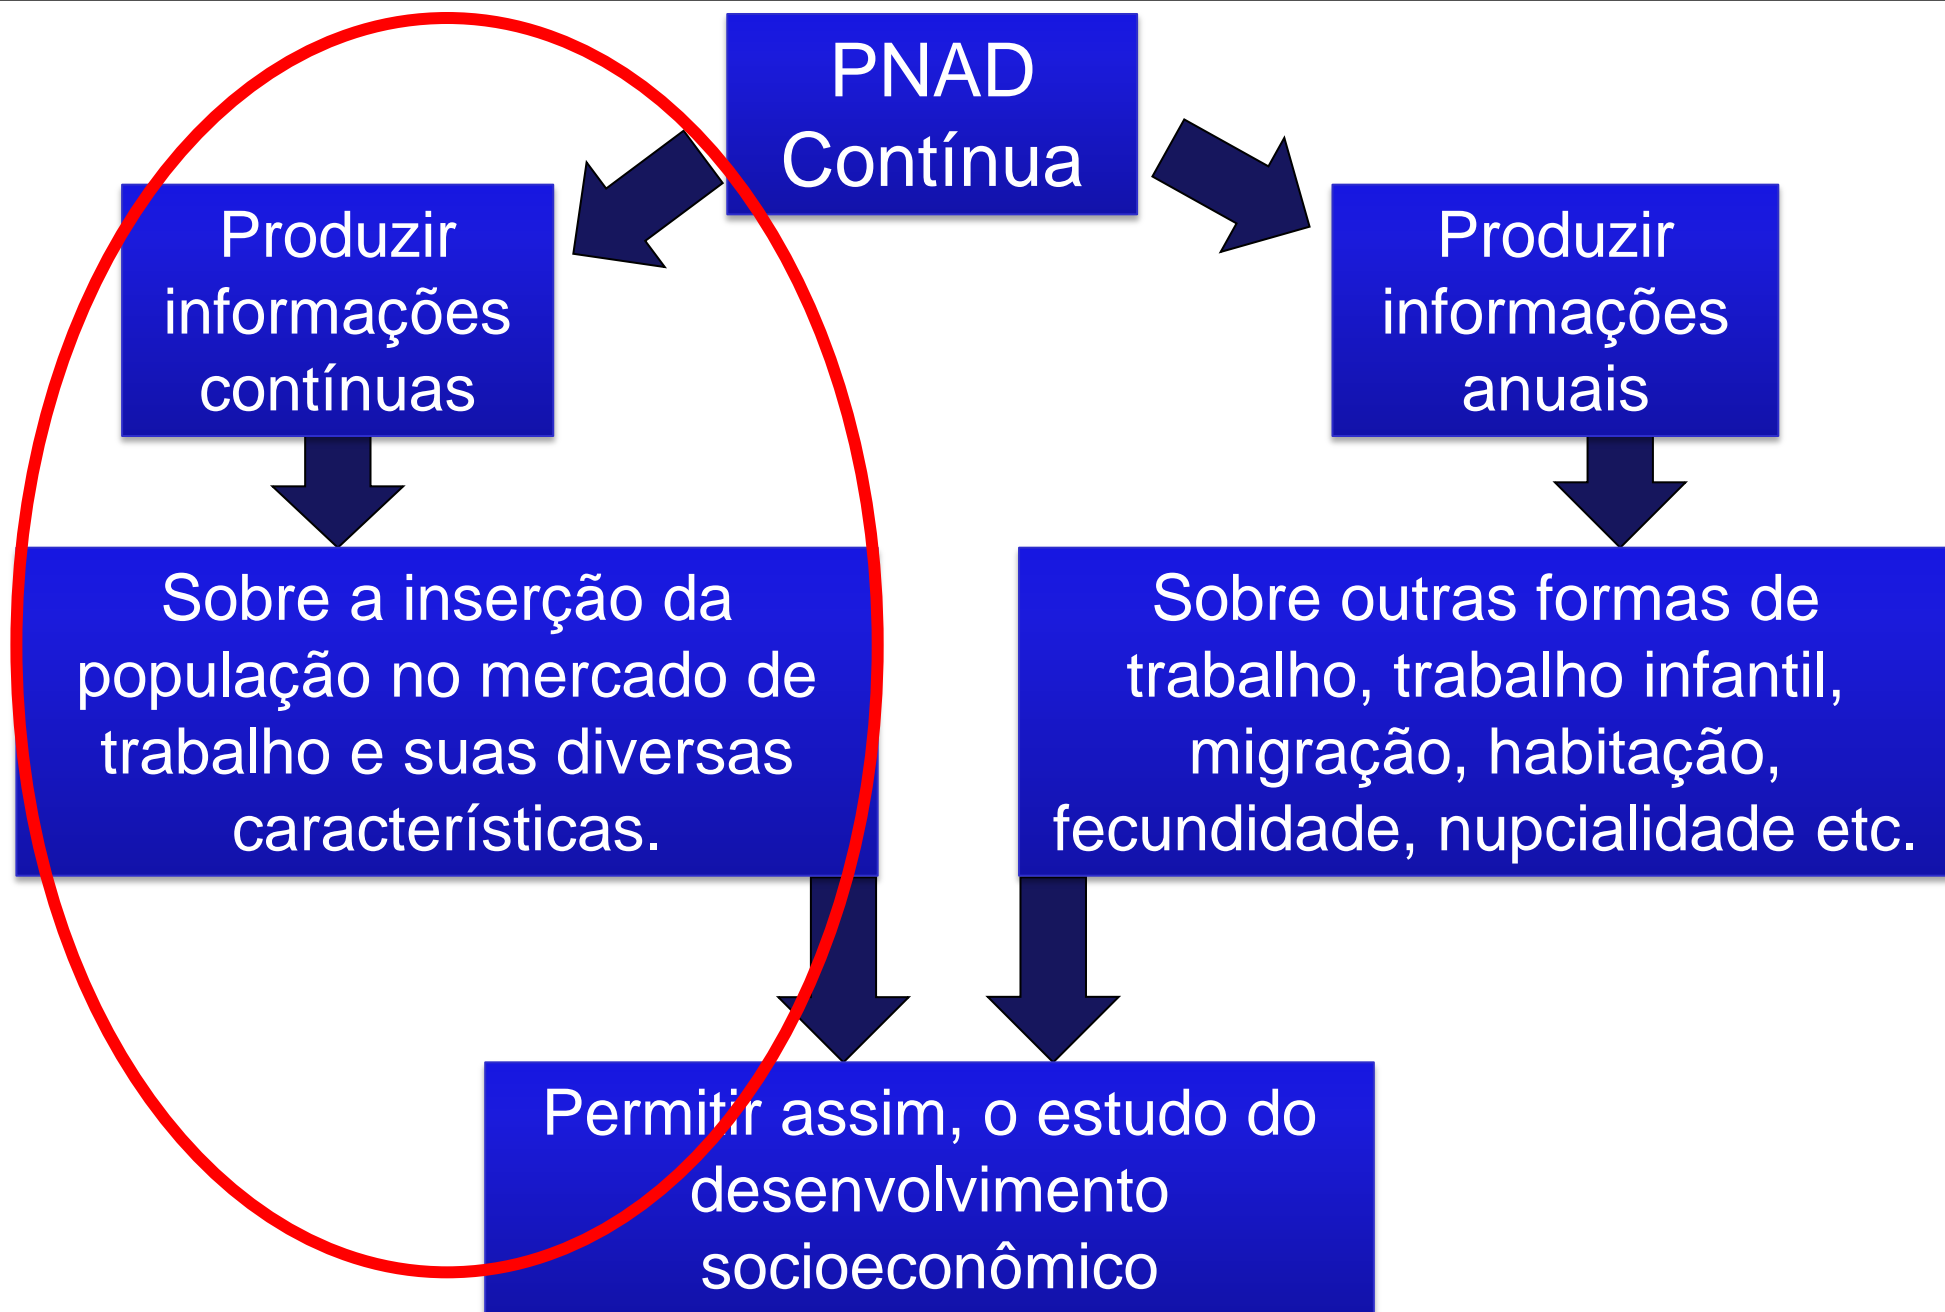 PNAD
Contínua
Produzir
informações
contínuas
Produzir
informações
anuais
Sobre a inserção da
população no mercado de
trabalho e suas diversas
características.
Sobre outras formas de
trabalho, trabalho infantil,
migração, habitação,
fecundidade, nupcialidade etc.
Permitir assim, o estudo do
desenvolvimento
socioeconômico